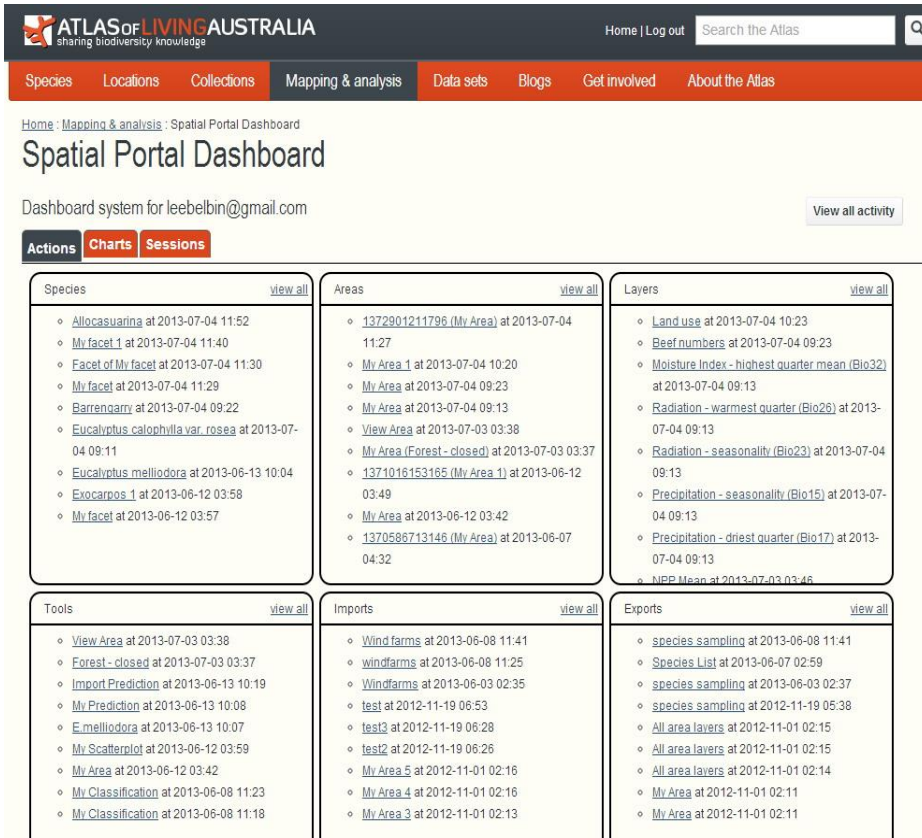 ATLAS OF LIVING AUSTRALIA
sharing biodiversity knowledge
Home | Log out
Search the Atlas
Species Locations Collections Mapping & analysis Data sets Blogs Get involved About the Atlas
Home : Mapping & analysis : Spatial Portal Dashboard
Spatial Portal Dashboard
Dashboard system for leebelbin@gmail.com
View all activity
Actions Charts Sessions
Species view all
Allocasuarina at 2013-07-04 11:52
My facet 1 at 2013-07-04 11:40
Facet of My facet at 2013-07-04 11:30
My facet at 2013-07-04 11:29
Barrengarry at 2013-07-04 09:22
Eucalyptus calophylla var. rosea at 2013-07-
04 09:11
Eucalyptus melliodora at 2013-06-13 10:04
Exocarpos 1 at 2013-06-12 03:58
My facet at 2013-06-12 03:57
Areas view all
1372901211796 (My Area) at 2013-07-04
11:27
My Area 1 at 2013-07-04 10:20
My Area at 2013-07-04 09:23
My Area at 2013-07-04 09:13
View Area at 2013-07-03 03:38
My Area (Forest - closed) at 2013-07-03 03:37
1371016153165 (My Area 1) at 2013-06-12
03:49
My Area at 2013-06-12 03:42
1370586713146 (My Area) at 2013-06-07
04:32
Layers view all
Land use at 2013-07-04 10:23
Beef numbers at 2013-07-04 09:23
Moisture Index - highest quarter mean (Bio32)
at 2013-07-04 09:13
Radiation - warmest quarter (Bio26) at 2013-
07-04 09:13
Radiation - seasonality (Bio23) at 2013-07-04
09:13
Precipitation - seasonality (Bio15) at 2013-07-
04 09:13
Precipitation - driest quarter (Bio17) at 2013-
07-04 09:13
NPP Mean at 2013-07-03 03:46
Tools view all
View Area at 2013-07-03 03:38
Forest - closed at 2013-07-03 03:37
Import Prediction at 2013-06-13 10:19
My Prediction at 2013-06-13 10:08
E.melliodora at 2013-06-13 10:07
My Scatterplot at 2013-06-12 03:59
My Area at 2013-06-12 03:42
My Classification at 2013-06-08 11:23
My Classification at 2013-06-08 11:18
Imports view all
Wind farms at 2013-06-08 11:41
windfarms at 2013-06-08 11:25
Windfarms at 2013-06-03 02:35
test at 2012-11-19 06:53
test3 at 2012-11-19 06:28
test2 at 2012-11-19 06:26
My Area 5 at 2012-11-01 02:16
My Area 4 at 2012-11-01 02:16
My Area 3 at 2012-11-01 02:13
Exports view all
species sampling at 2013-06-08 11:41
Species List at 2013-06-07 02:59
species sampling at 2013-06-03 02:37
species sampling at 2012-11-19 05:38
All area layers at 2012-11-01 02:15
All area layers at 2012-11-01 02:15
All area layers at 2012-11-01 02:14
My Area at 2012-11-01 02:11
My Area at 2012-11-01 02:11